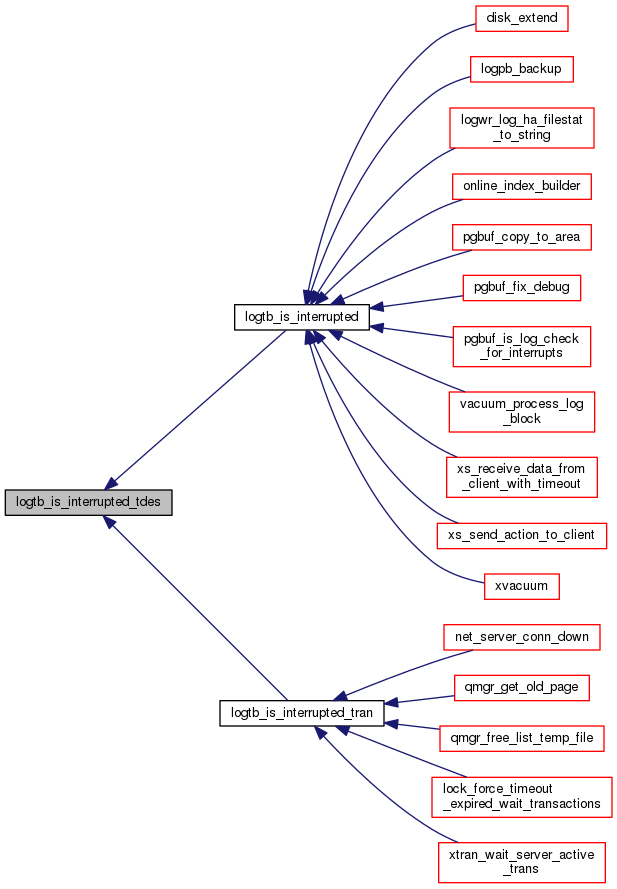 disk_extend
logpb_backup
logwr_log_ha_filestat
_to_string
online_index_builder
pgbuf_copy_to_area
pgbuf_fix_debug
logtb_is_interrupted
pgbuf_is_log_check
_for_interrupts
vacuum_process_log
_block
xs_receive_data_from
_client_with_timeout
logtb_is_interrupted_tdes
xs_send_action_to_client
xvacuum
net_server_conn_down
qmgr_get_old_page
logtb_is_interrupted_tran
qmgr_free_list_temp_file
lock_force_timeout
_expired_wait_transactions
xtran_wait_server_active
_trans